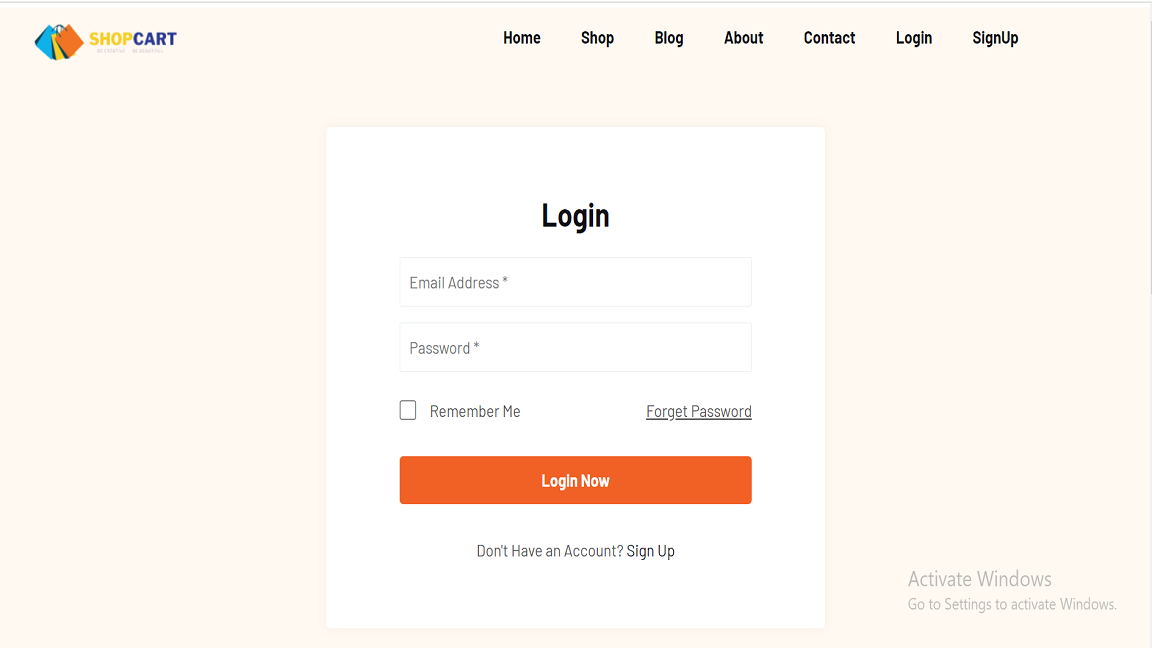 SHOPCART
Home Shop Blog About Contact Login SignUp
Login
Email Address *
Password *
Remember Me Forget Password
Login Now
Don't Have an Account? Sign Up
Activate Windows
Go to Settings to activate Windows.